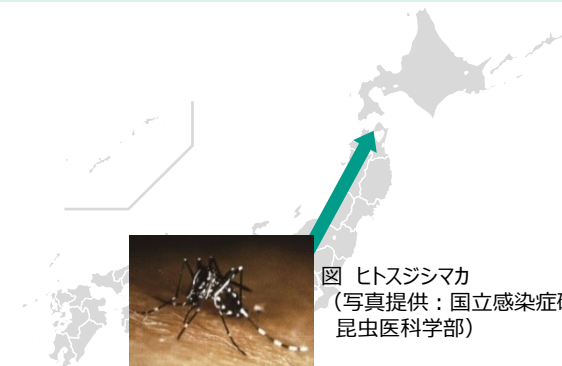 図 ヒトスジシマカ
（写真提供：国立感染症研
昆虫医科学部）